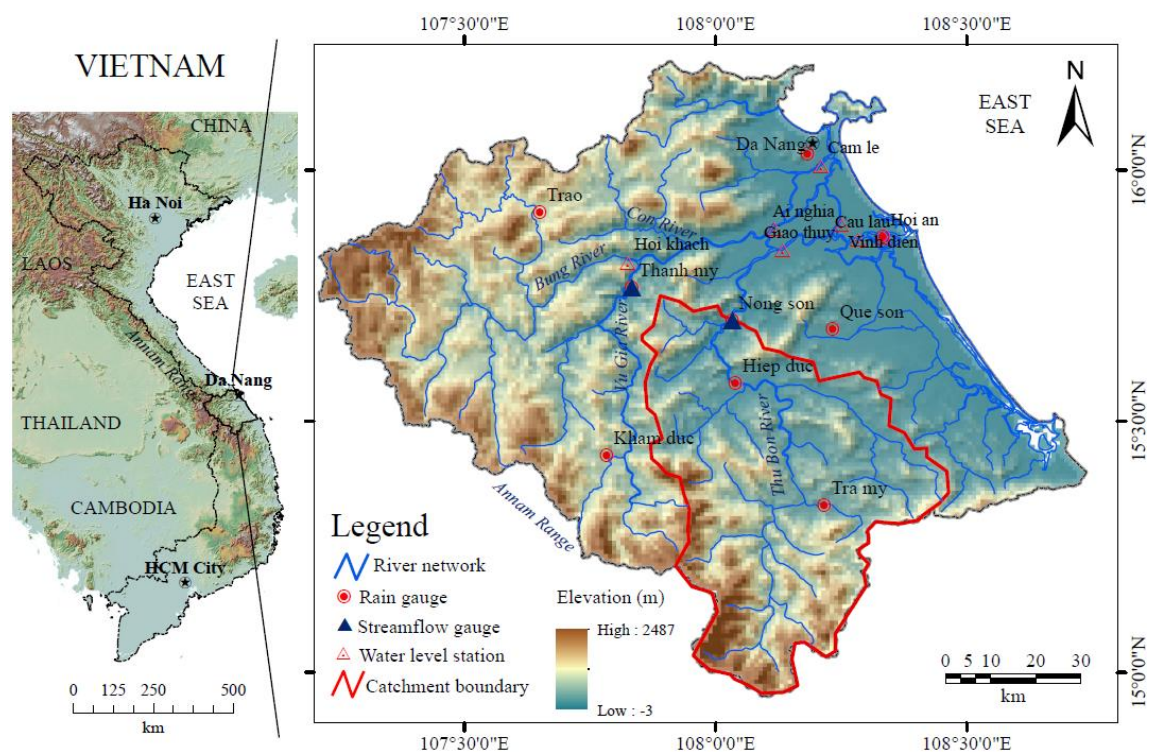 107°30'0"E
108°0'0"E
108°30'0"E
VIETNAM
CHINA
Ha Noi
LAOS
EAST
SEA
Annam Range
Da Nang
THAILAND
CAMBODIA
HCM City
0 125 250 500
km
N
EAST
SEA
Da Nang
Cam le
Trao
Con River
Ai nghia
Cau lau
Hoi an
Giao thuy
Vinh dien
Hoi khach
Bung River
Thanh my
Nong son
Que son
Vu Gia River
Hiep duc
Thu Bon River
Kham duc
Tra my
Annam Range
Legend
River network
Rain gauge
Streamflow gauge
Water level station
Catchment boundary
Elevation (m)
High : 2487
Low : -3
0 5 10 20 30
km
16°0'0"N
15°30'0"N
15°0'0"N
107°30'0"E
108°0'0"E
108°30'0"E